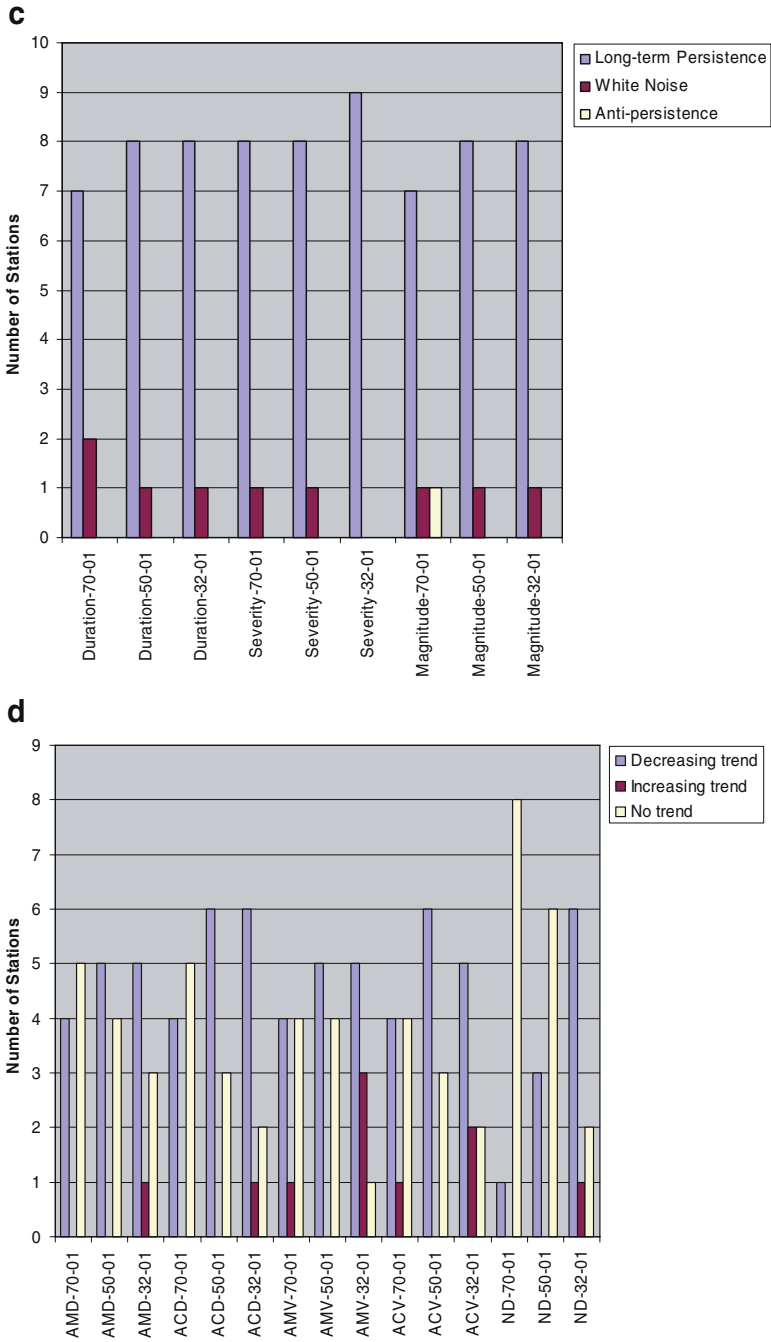 c
10
9
8
7
6
5
4
3
2
1
0
Number of Stations
Long-term Persistence
White Noise
Anti-persistence
Duration-70-01
Duration-50-01
Duration-32-01
Severity-70-01
Severity-50-01
Severity-32-01
Magnitude-70-01
Magnitude-50-01
Magnitude-32-01
d
9
8
7
6
5
4
3
2
1
0
Number of Stations
Decreasing trend
Increasing trend
No trend
AMD-70-01
AMD-50-01
AMD-32-01
ACD-70-01
ACD-50-01
ACD-32-01
AMV-70-01
AMV-50-01
AMV-32-01
ACV-70-01
ACV-50-01
ACV-32-01
ND-70-01
ND-50-01
ND-32-01